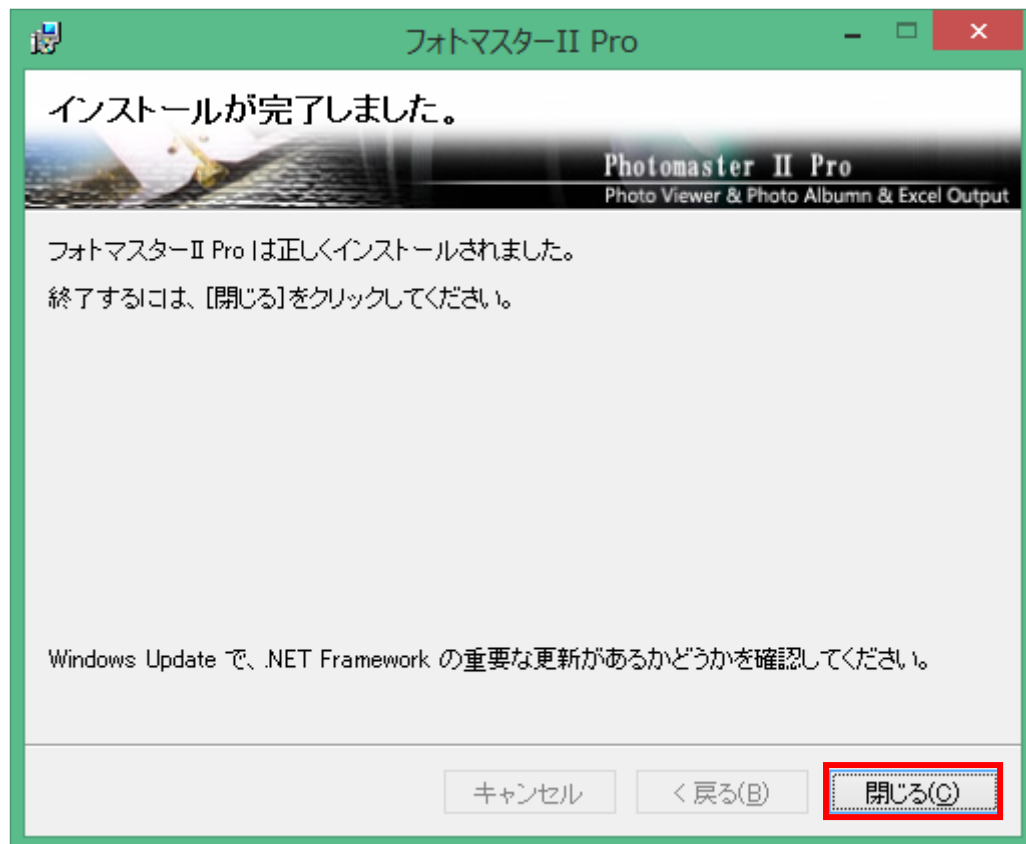 フォトマスターII Pro
インストールが完了しました。
Photomaster II Pro
Photo Viewer & Photo Albumn & Excel Output
フォトマスターII Pro は正しくインストールされました。
終了するには、[閉じる]をクリックしてください。
Windows Update で、.NET Framework の重要な更新があるかどうかを確認してください。
キャンセル
< 戻る(B)
閉じる(C)